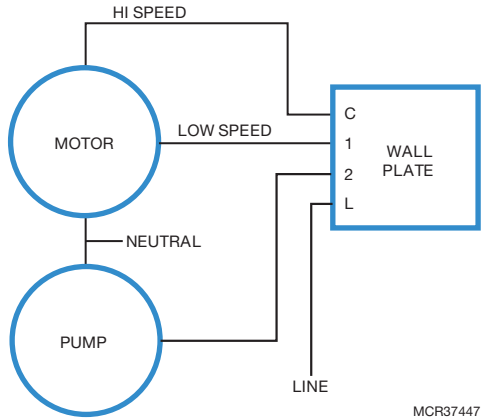 HI SPEED
C
MOTOR
LOW SPEED
1
WALL
PLATE
2
L
NEUTRAL
PUMP
LINE
MCR37447